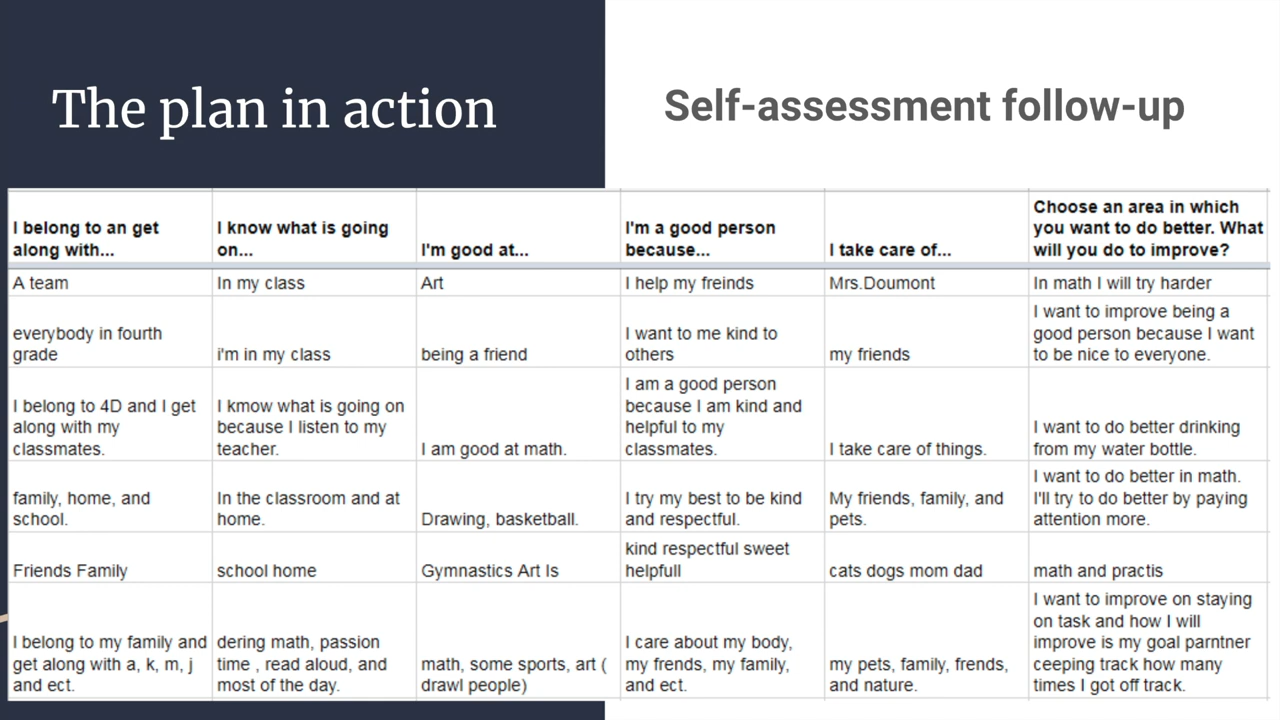 The plan in action
Self-assessment follow-up
I belong to an get
along with...
I know what is going
on...
I'm good at...
I'm a good person
because...
I take care of...
Choose an area in which
you want to do better. What
will you do to improve?
A team
In my class
Art
I help my freinds
Mrs.Doumont
In math I will try harder
everybody in fourth
grade
i'm in my class
being a friend
I want to me kind to
others
my friends
I want to improve being a
good person because I want
to be nice to everyone.
I belong to 4D and I get
along with my
classmates.
I kmow what is going on
because I listen to my
teacher.
I am good at math.
I am a good person
because I am kind and
helpful to my
classmates.
I take care of things.
I want to do better drinking
from my water bottle.
family, home, and
school.
In the classroom and at
home.
Drawing, basketball.
I try my best to be kind
and respectful.
My friends, family, and
pets.
I want to do better in math.
I'll try to do better by paying
attention more.
Friends Family
school home
Gymnastics Art Is
kind respectful sweet
helpfull
cats dogs mom dad
math and practis
I belong to my family and
get along with a, k, m, j
and ect.
dering math, passion
time , read aloud, and
most of the day.
math, some sports, art (
drawl people)
I care about my body,
my frends, my family,
and ect.
my pets, family, frends,
and nature.
I want to improve on staying
on task and how I will
improve is my goal parntner
ceeping track how many
times I got off track.